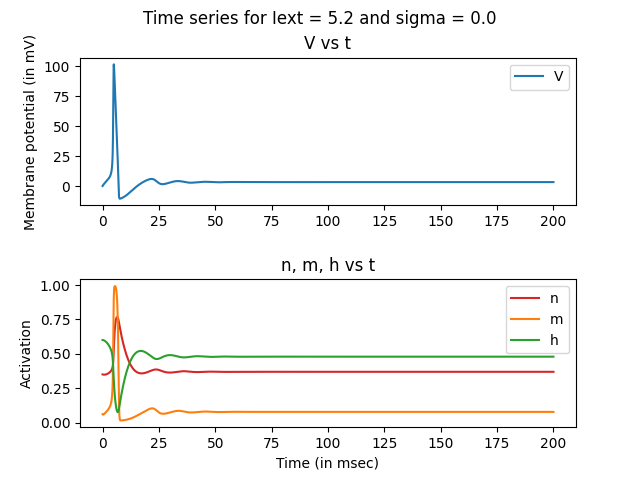 Time series for Iext = 5.2 and sigma = 0.0
V vs t
Membrane potential (in mV)
100
75
50
25
0
V
0 25 50 75 100 125 150 175 200
n, m, h vs t
Activation
1.00
0.75
0.50
0.25
0.00
n
m
h
0 25 50 75 100 125 150 175 200
Time (in msec)